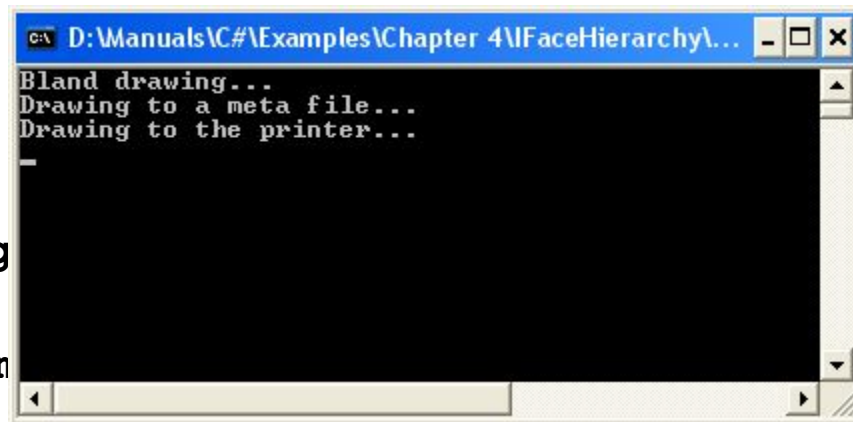 D:\Manuals\C#\Examples\Chapter 4\IFaceHierarchy\...
Bland drawing...
Drawing to a meta file...
Drawing to the printer...